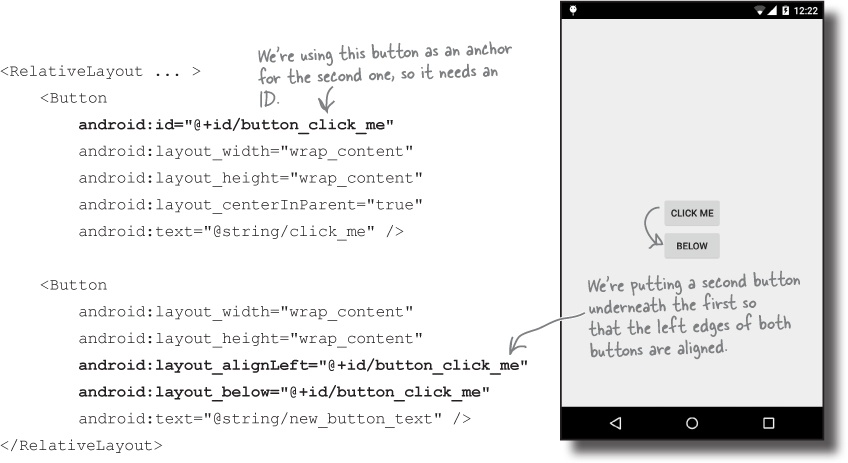 We're using this button as an anchor
for the second one, so it needs an
ID.
<RelativeLayout ... >
<Button
android:id="@+id/button_click_me"
android:layout_width="wrap_content"
android:layout_height="wrap_content"
android:layout_centerInParent="true"
android:text="@string/click_me" />
<Button
android:layout_width="wrap_content"
android:layout_height="wrap_content"
android:layout_alignLeft="@+id/button_click_me"
android:layout_below="@+id/button_click_me"
android:text="@string/new_button_text" />
</RelativeLayout>
12:22
CLICK ME
BELOW
We're putting a second button
underneath the first so
that the left edges of both
buttons are aligned.